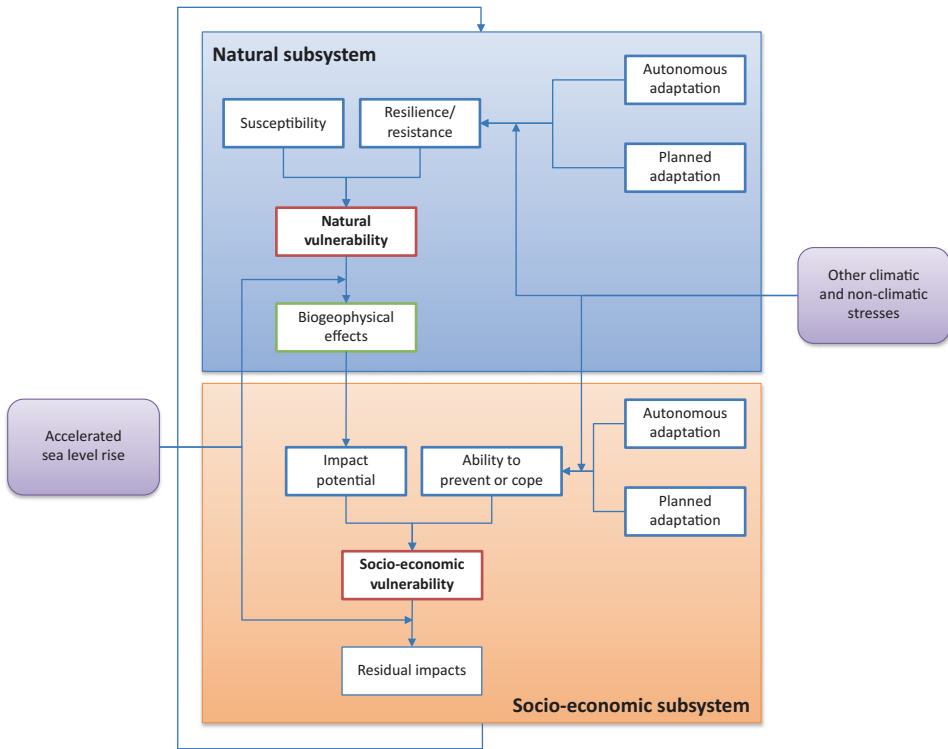 Natural subsystem
Autonomous
adaptation
Susceptibility
Resilience/
resistance
Planned
adaptation
Natural
vulnerability
Other climatic
and non-climatic
stresses
Biogeophysical
effects
Accelerated
sea level rise
Autonomous
adaptation
Impact
potential
Ability to
prevent or cope
Planned
adaptation
Socio-economic
vulnerability
Residual impacts
Socio-economic subsystem